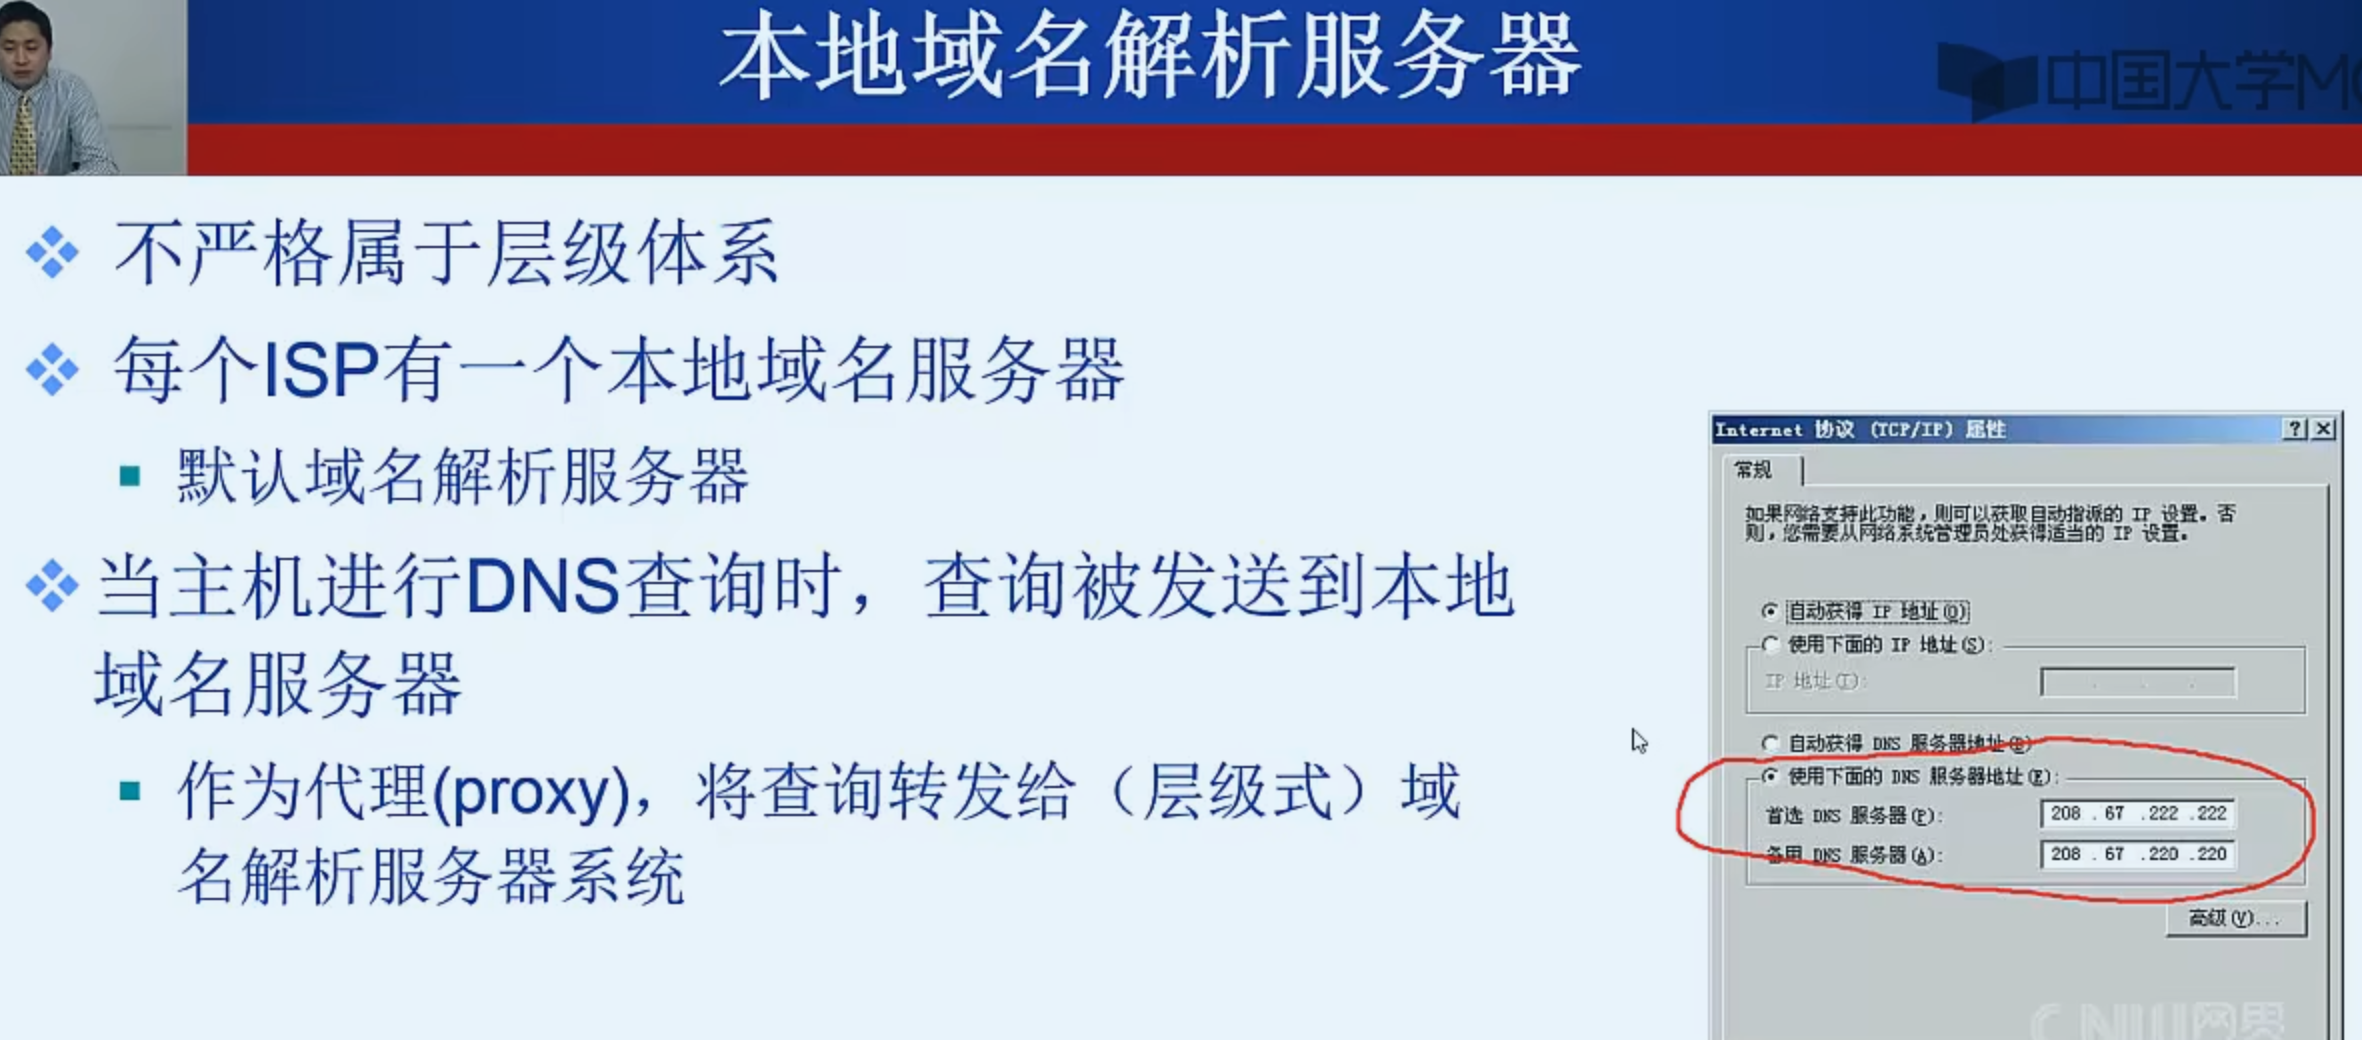 本地域名解析服务器
中国大学M
不严格属于层级体系
每个ISP有一个本地域名服务器
默认域名解析服务器
当主机进行DNS查询时，查询被发送到本地
域名服务器
作为代理(proxy)，将查询转发给（层级式）域
名解析服务器系统
Internet 协议 (TCP/IP) 属性
常规
如果网络支持此功能，则可以获取自动指派的 IP 设置。否
则，您需要从网络系统管理员处获得适当的 IP 设置。
自动获得 IP 地址(O)
使用下面的 IP 地址(S):
IP 地址(I):
自动获得 DNS 服务器地址(B)
使用下面的 DNS 服务器地址(E):
首选 DNS 服务器(P): 208 . 67 .222 .222
备用 DNS 服务器(A): 208 . 67 .220 .220
高级(V)...
网界